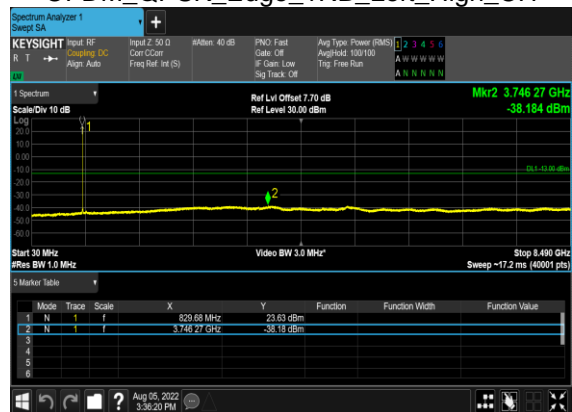 Spectrum Analyzer 1
Swept SA
+
KEYSIGHT Input: RF Input Z: 50 Ω #Atten: 40 dB PNO: Fast Avg Type: Power (RMS) 1 2 3 4 5 6
R T Coupling: DC Corr CCorr Gate: Off Avg|Hold: 100/100 A W W W W W
Align: Auto Freq Ref: Int (S) IF Gain: Low Trig: Free Run
LW Sig Track: Off A N N N N N
1 Spectrum Ref Lvl Offset 7.70 dB Mkr2 3.746 27 GHz
Scale/Div 10 dB Ref Level 30.00 dBm -38.184 dBm
Log
20.0
1
10.0
0.00
-10.0
DL1 -13.00 dBm
-20.0
-30.0
2
-40.0
-50.0
-60.0
Start 30 MHz Video BW 3.0 MHz* Stop 8.490 GHz
#Res BW 1.0 MHz Sweep ~17.2 ms (40001 pts)
5 Marker Table
Mode Trace Scale X Y Function Function Width Function Value
1 N 1 f 829.68 MHz 23.63 dBm
2 N 1 f 3.746 27 GHz -38.18 dBm
3
4
5
6
? Aug 05, 2022
3:36:20 PM